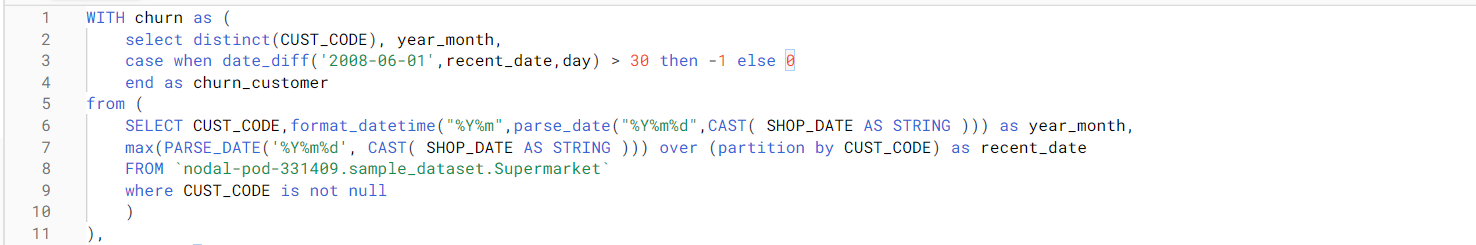 1 WITH churn as (
2 select distinct(CUST_CODE), year_month,
3 case when date_diff('2008-06-01',recent_date,day) > 30 then -1 else 0
4 end as churn_customer
5 from (
6 SELECT CUST_CODE,format_datetime("%Y%m",parse_date("%Y%m%d",CAST( SHOP_DATE AS STRING ))) as year_month,
7 max(PARSE_DATE('%Y%m%d', CAST( SHOP_DATE AS STRING ))) over (partition by CUST_CODE) as recent_date
8 FROM `nodal-pod-331409.sample_dataset.Supermarket`
9 where CUST_CODE is not null
10 )
11 ),